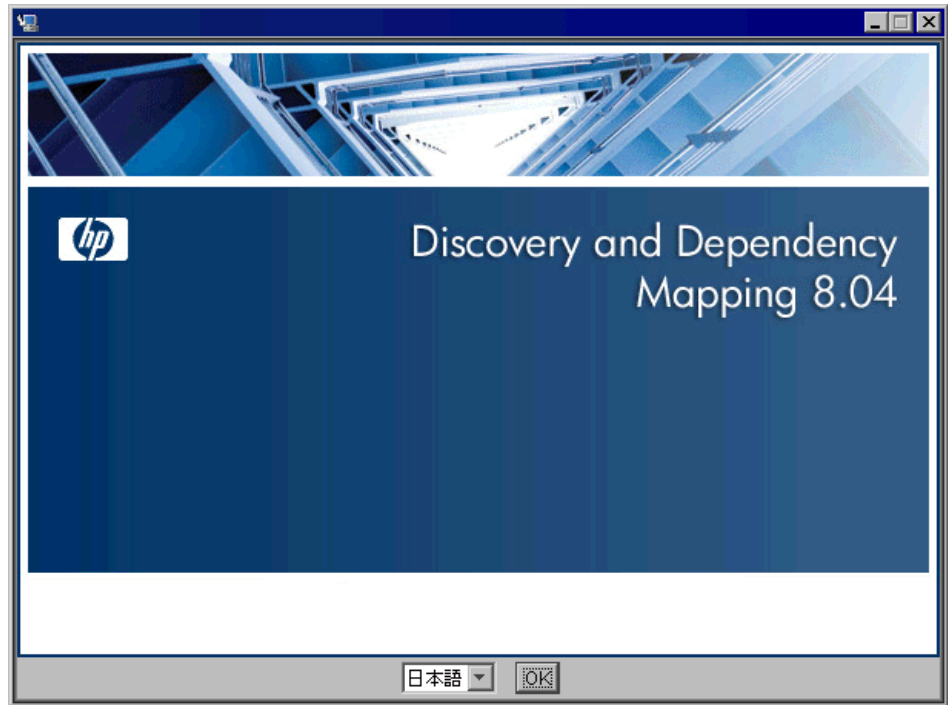 hp
Discovery and Dependency
Mapping 8.04
日本語
OK